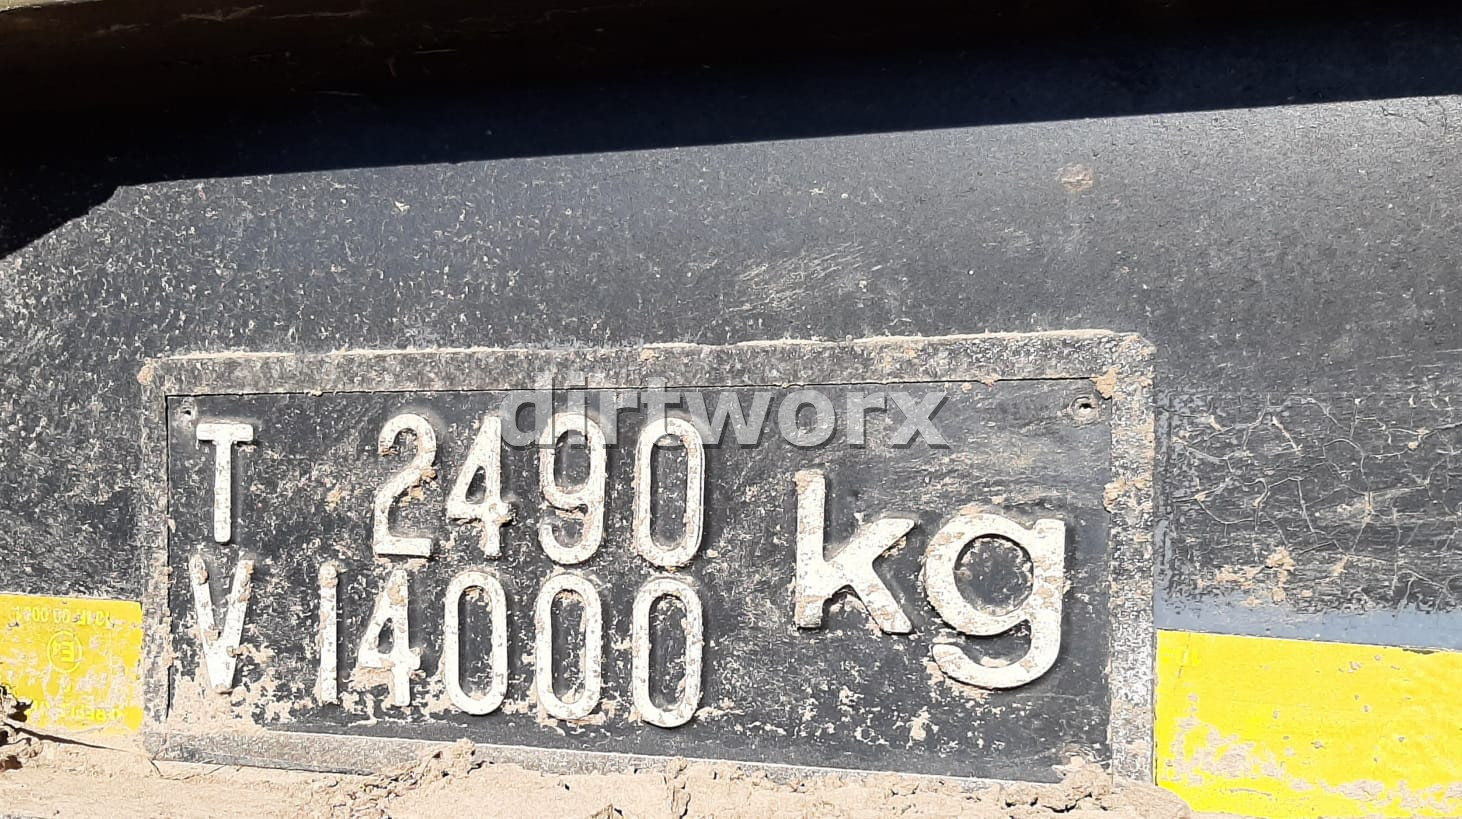 dirtworx
T 2490
V 14000
kg